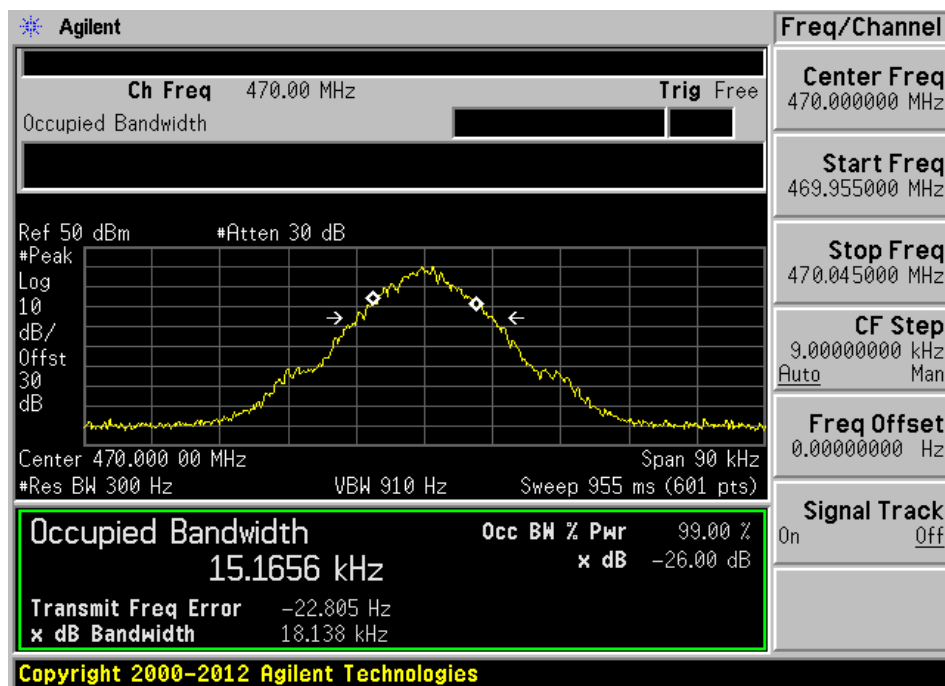 Agilent
Freq/Channel
Ch Freq 470.00 MHz Trig Free
Occupied Bandwidth
Center Freq
470.000000 MHz
Start Freq
469.955000 MHz
Stop Freq
470.045000 MHz
CF Step
9.00000000 kHz
Auto Man
Freq Offset
0.00000000 Hz
Signal Track
On Off
Ref 50 dBm #Atten 30 dB
#Peak
Log
10
dB/
Offst
30
dB
Center 470.000 00 MHz Span 90 kHz
#Res BW 300 Hz VBW 910 Hz Sweep 955 ms (601 pts)
Occupied Bandwidth Occ BW % Pwr 99.00 %
15.1656 kHz x dB -26.00 dB
Transmit Freq Error -22.805 Hz
x dB Bandwidth 18.138 kHz
Copyright 2000-2012 Agilent Technologies